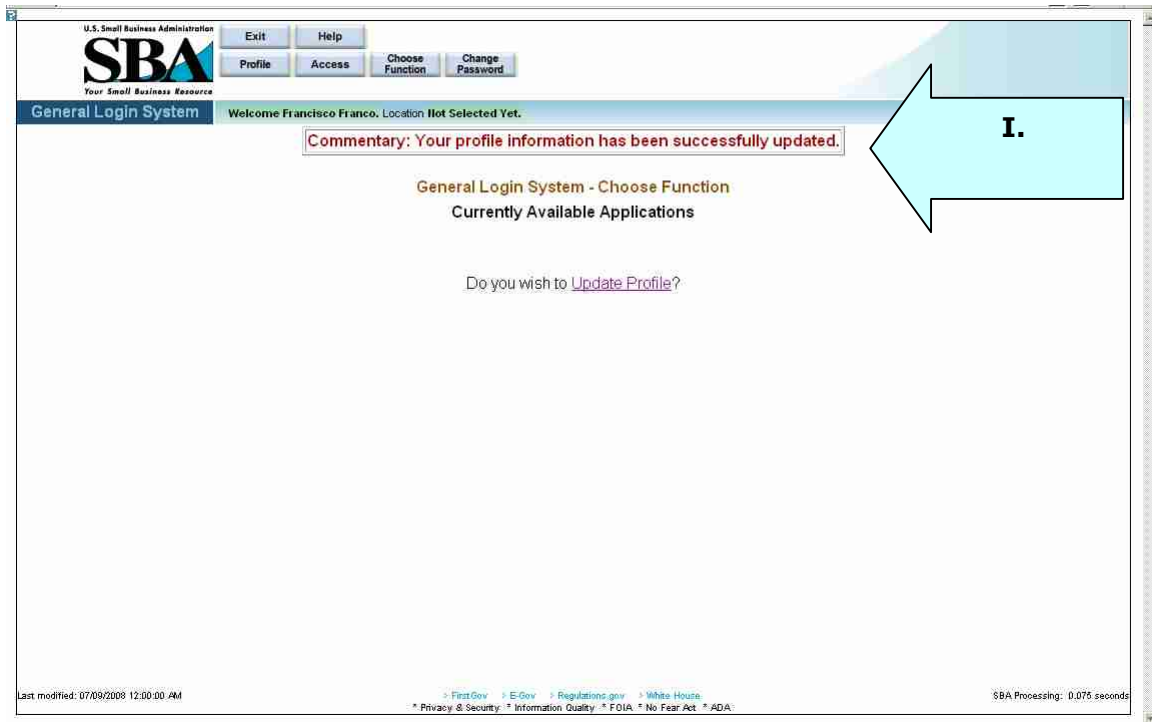 U.S. Small Business Administration
SBA
Your Small Business Resource
Exit Help
Profile Access Choose Function Change Password
General Login System Welcome Francisco Franco. Location Not Selected Yet.
Commentary: Your profile information has been successfully updated.
I.
General Login System - Choose Function
Currently Available Applications
Do you wish to Update Profile?
Last modified: 07/09/2008 12:00:00 AM > FirstGov > E-Gov > Regulations.gov > White House SBA Processing: 0.075 seconds
* Privacy & Security * Information Quality * FOIA * No Fear Act * ADA